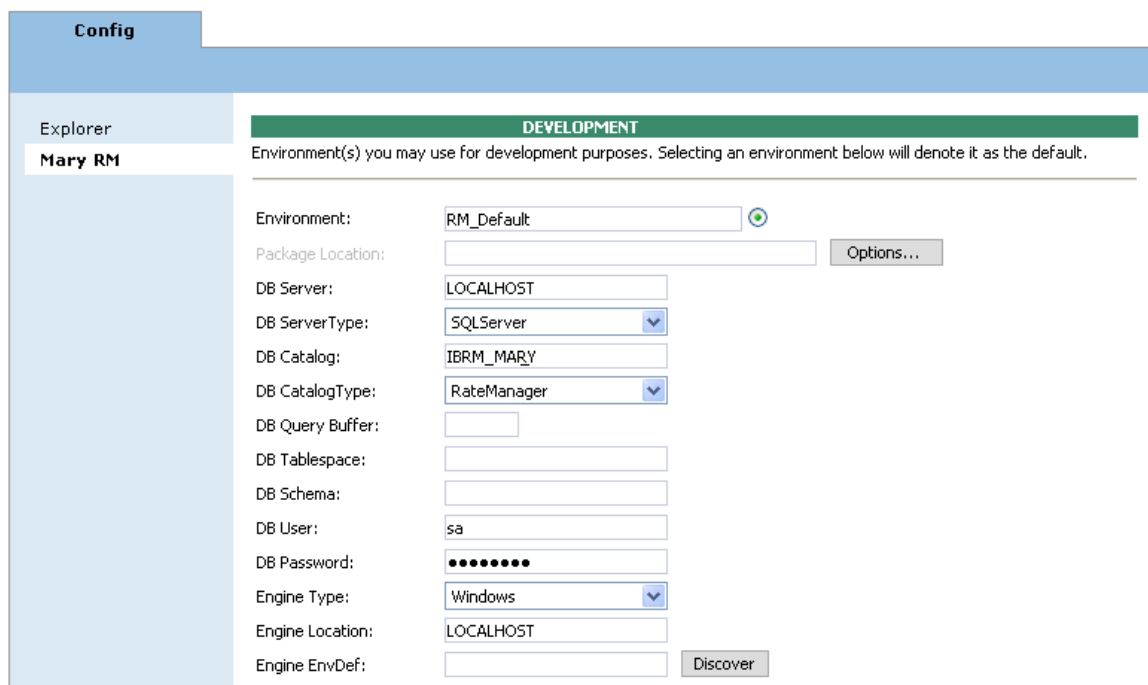 Config
Explorer
Mary RM
DEVELOPMENT
Environment(s) you may use for development purposes. Selecting an environment below will denote it as the default.
Environment: RM_Default
Package Location: Options...
DB Server: LOCALHOST
DB ServerType: SQLServer
DB Catalog: IBRM_MARY
DB CatalogType: RateManager
DB Query Buffer:
DB Tablespace:
DB Schema:
DB User: sa
DB Password: ●●●●●●●●
Engine Type: Windows
Engine Location: LOCALHOST
Engine EnvDef: Discover